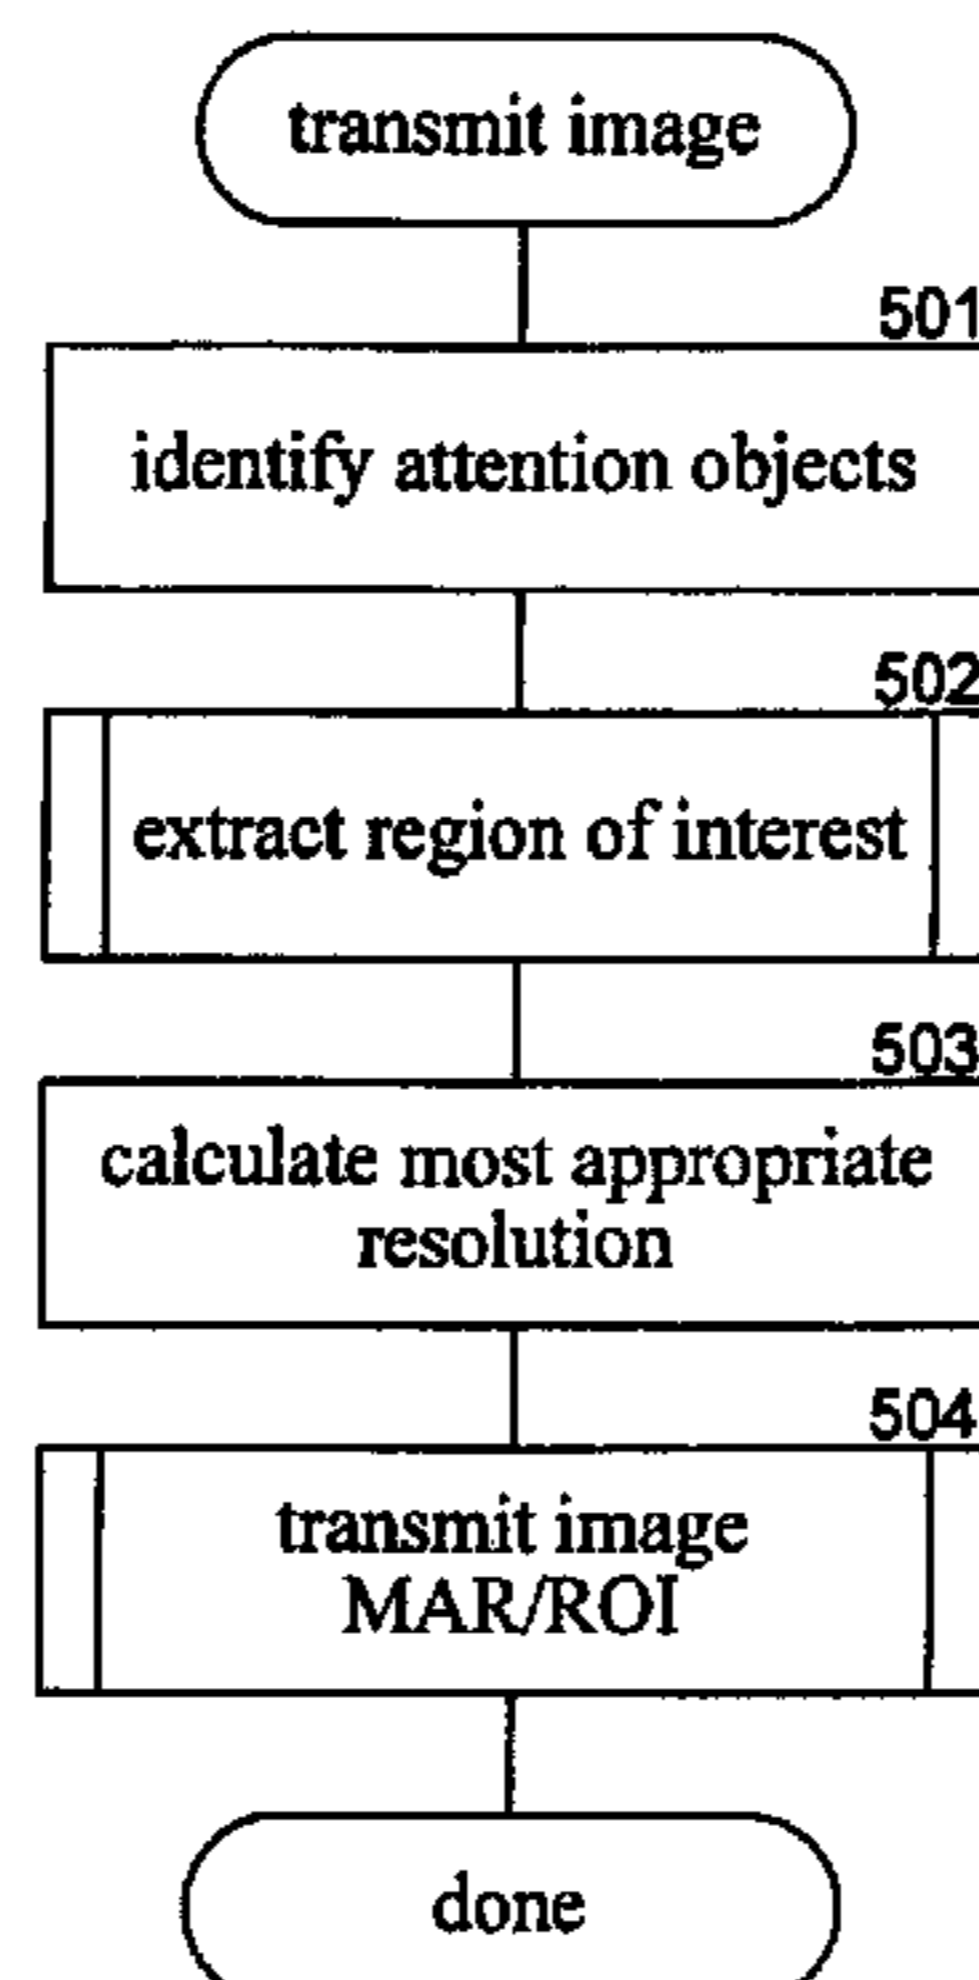 transmit image
501
identify attention objects
502
extract region of interest
503
calculate most appropriate
resolution
504
transmit image
MAR/ROI
done